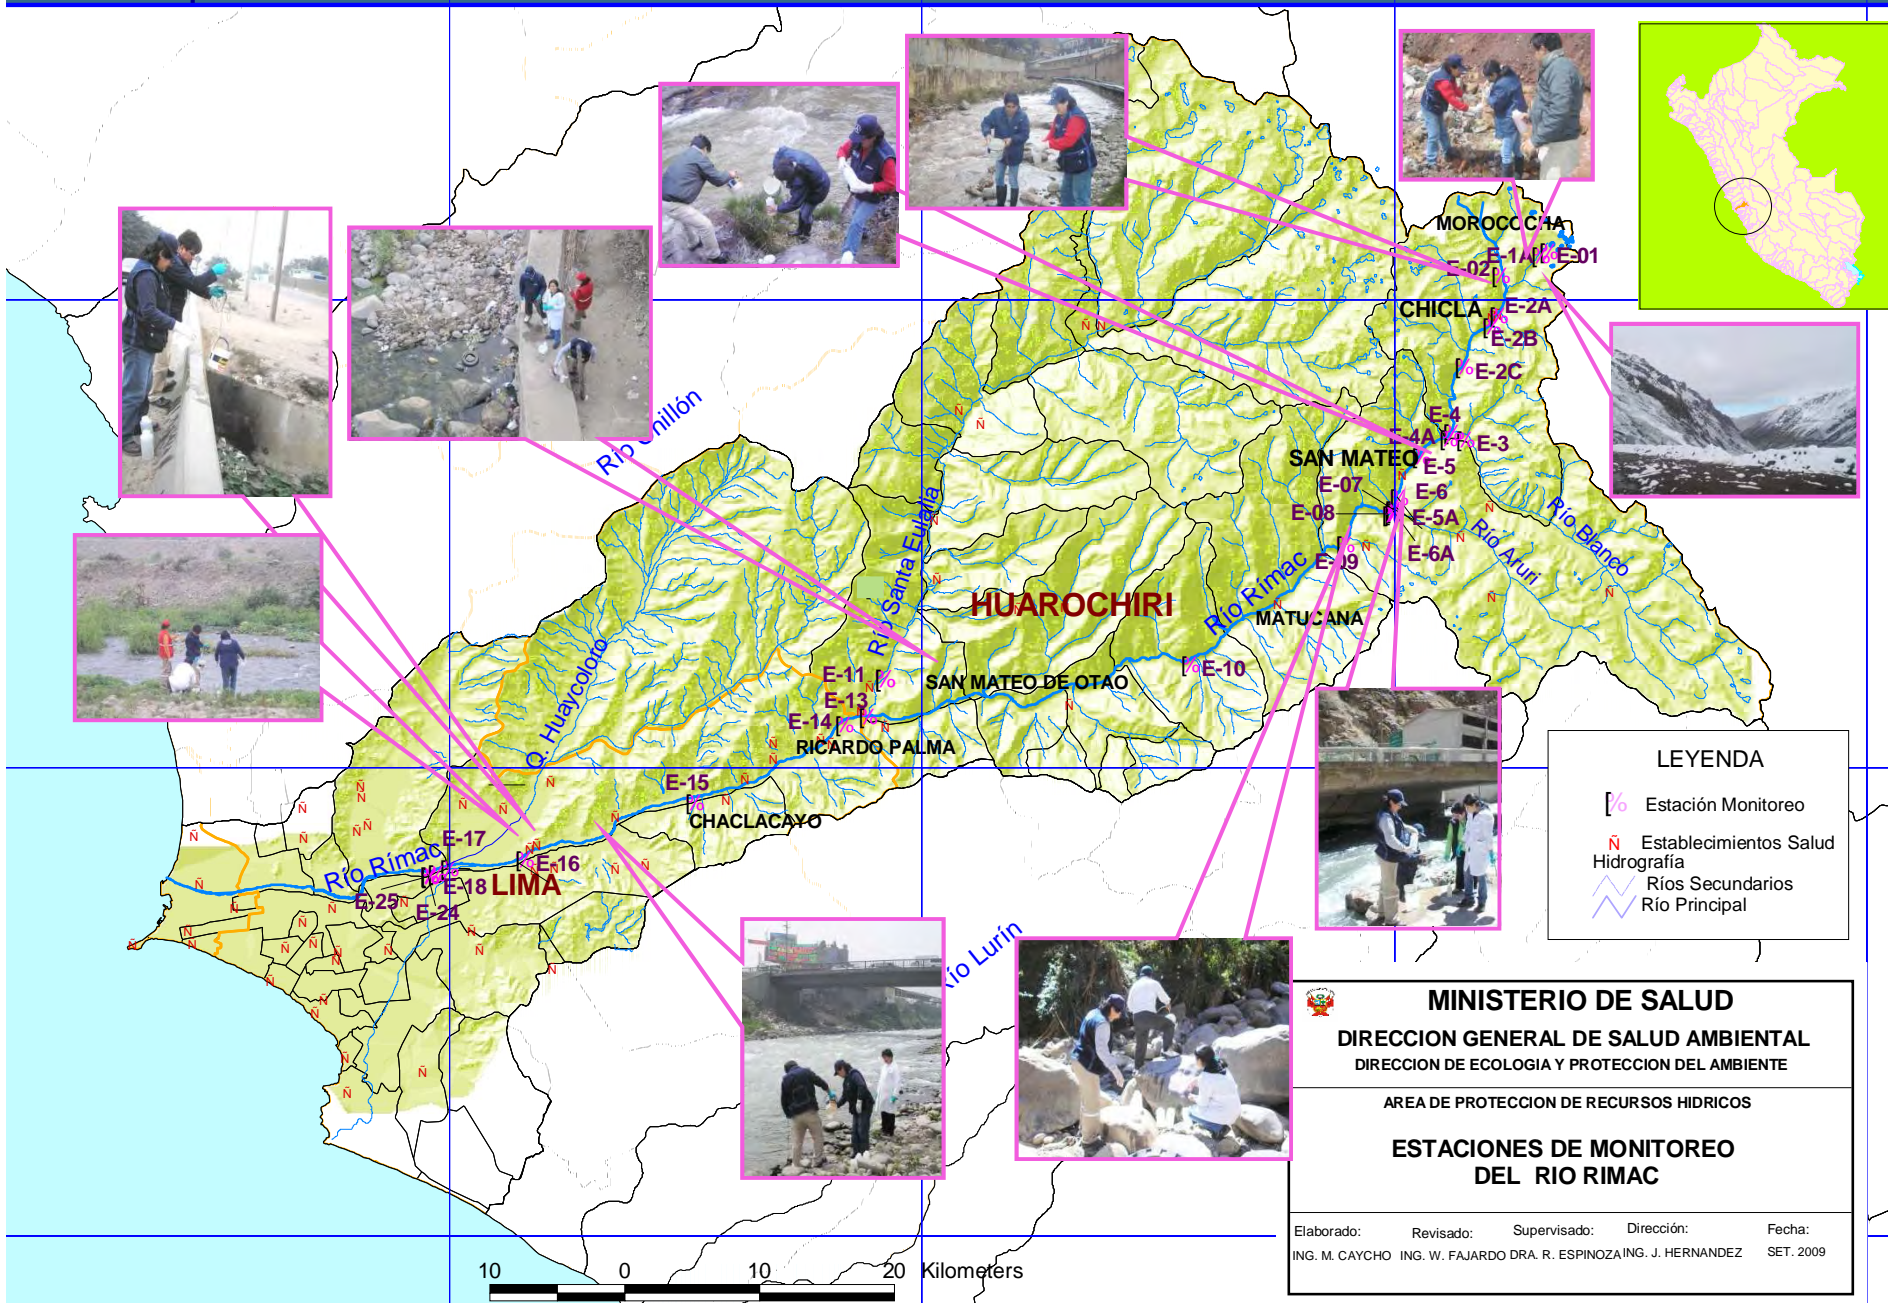 MOROCOCHA
E-1A
E-01
E-02
CHICLA
E-2A
E-2B
E-2C
E-4
E-4A
E-3
SAN MATEO
E-5
E-07
E-6
E-08
E-5A
E-6A
E-09
Río Blanco
Río Aruri
Río Chillón
Río Santa Eulalia
HUAROCHIRI
Río Rímac
MATUCANA
E-10
Q. Huaycoloro
E-11
SAN MATEO DE OTAO
E-13
E-14
RICARDO PALMA
E-15
CHACLACAYO
E-17
Río Rímac
E-16
E-18
LIMA
E-25
E-24
Río Lurín
LEYENDA
Estación Monitoreo
Ñ Establecimientos Salud
Hidrografía
Ríos Secundarios
Río Principal
MINISTERIO DE SALUD
DIRECCION GENERAL DE SALUD AMBIENTAL
DIRECCION DE ECOLOGIA Y PROTECCION DEL AMBIENTE
AREA DE PROTECCION DE RECURSOS HIDRICOS
ESTACIONES DE MONITOREO
DEL RIO RIMAC
Elaborado: Revisado: Supervisado: Dirección: Fecha:
ING. M. CAYCHO ING. W. FAJARDO DRA. R. ESPINOZA ING. J. HERNANDEZ SET. 2009
10 0 10 20 Kilometers